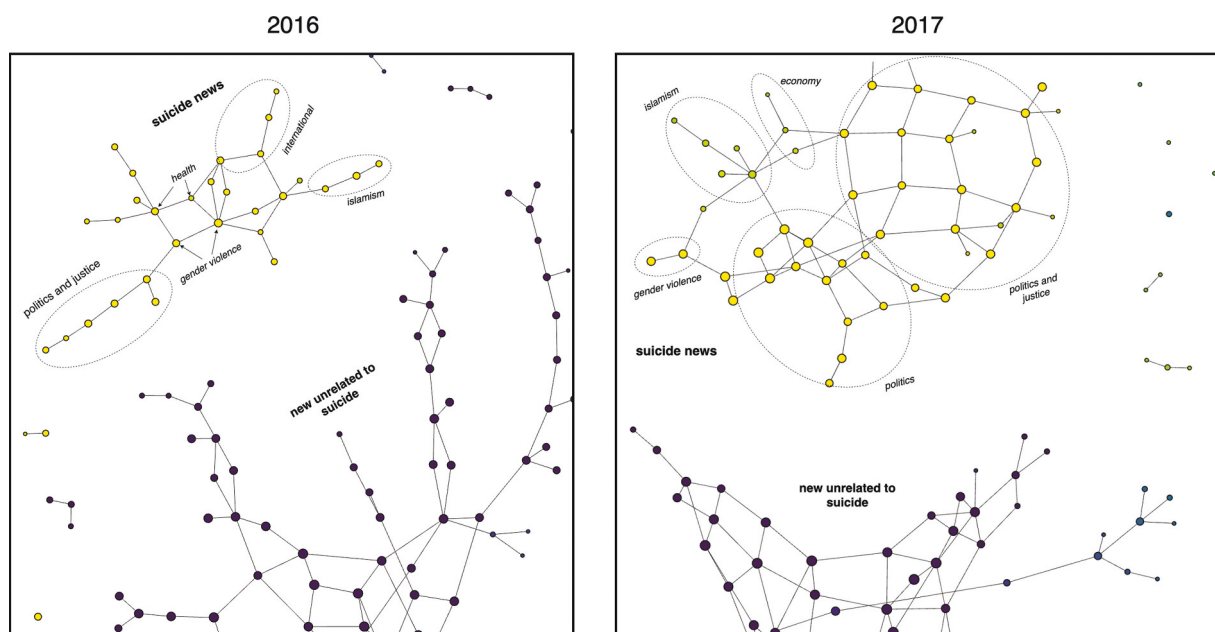 2016
suicide news
international
health
islamism
gender violence
politics and justice
new unrelated to
suicide
2017
economy
islamism
gender violence
politics and
justice
suicide news
politics
new unrelated to
suicide